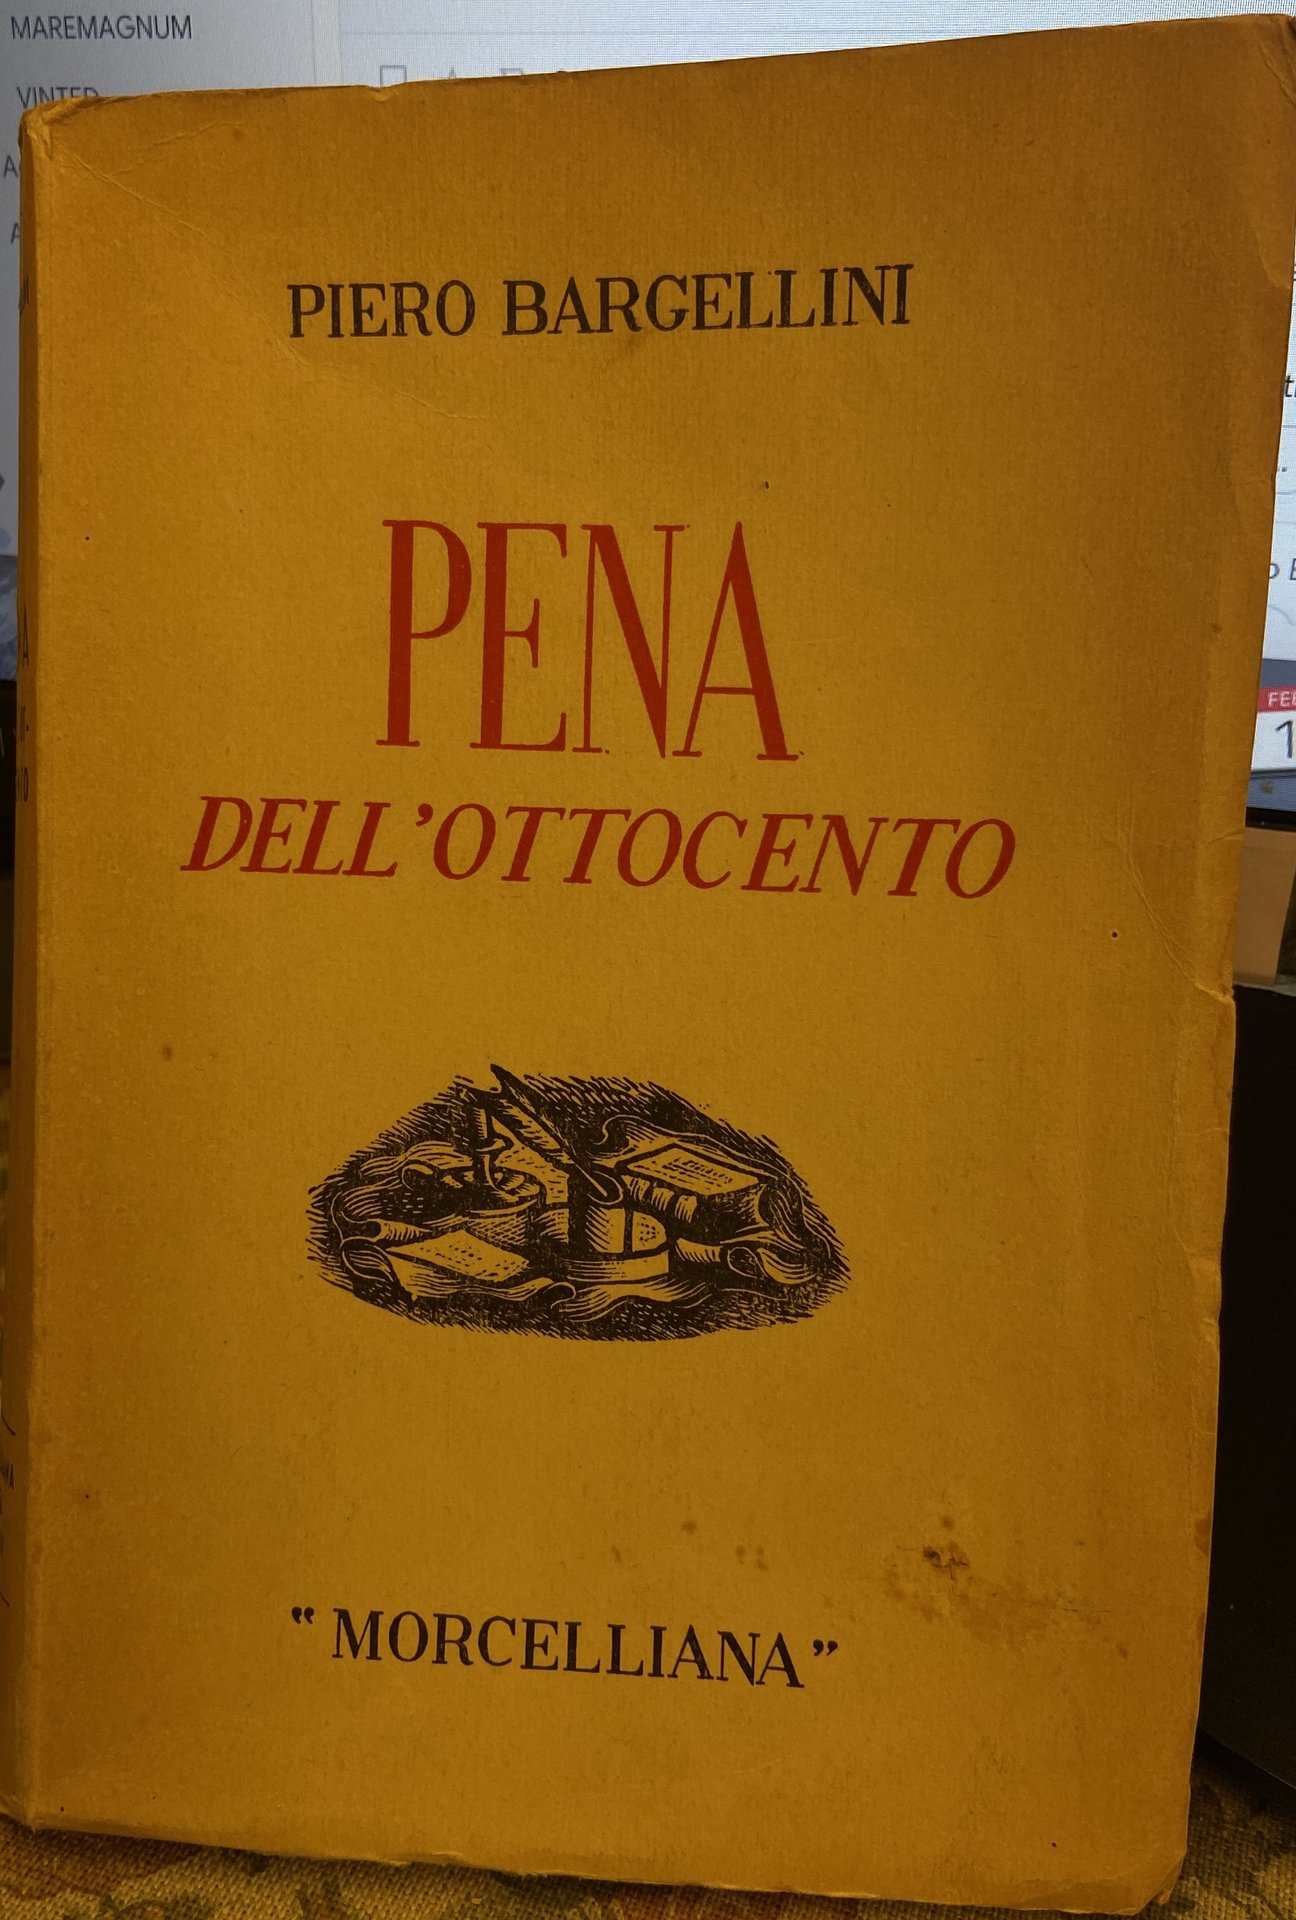 MAREMAGNUM
PIERO BARGELLINI
PENA
DELL'OTTOCENTO
"MORCELLIANA"